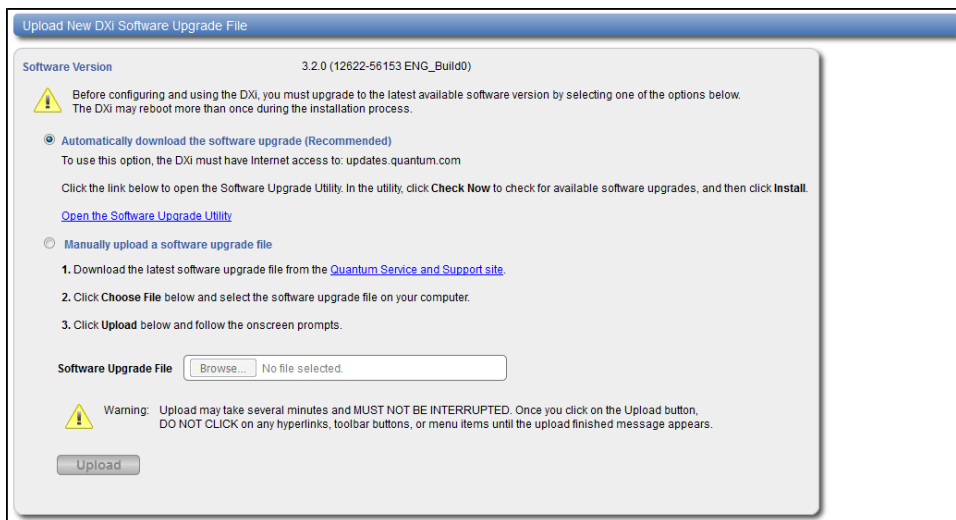 Upload New DXi Software Upgrade File
Software Version 3.2.0 (12622-56153 ENG_Build0)
Before configuring and using the DXi, you must upgrade to the latest available software version by selecting one of the options below.
The DXi may reboot more than once during the installation process.
Automatically download the software upgrade (Recommended)
To use this option, the DXi must have Internet access to: updates.quantum.com
Click the link below to open the Software Upgrade Utility. In the utility, click Check Now to check for available software upgrades, and then click Install.
Open the Software Upgrade Utility
Manually upload a software upgrade file
1. Download the latest software upgrade file from the Quantum Service and Support site.
2. Click Choose File below and select the software upgrade file on your computer.
3. Click Upload below and follow the onscreen prompts.
Software Upgrade File Browse... No file selected.
Warning: Upload may take several minutes and MUST NOT BE INTERRUPTED. Once you click on the Upload button,
DO NOT CLICK on any hyperlinks, toolbar buttons, or menu items until the upload finished message appears.
Upload